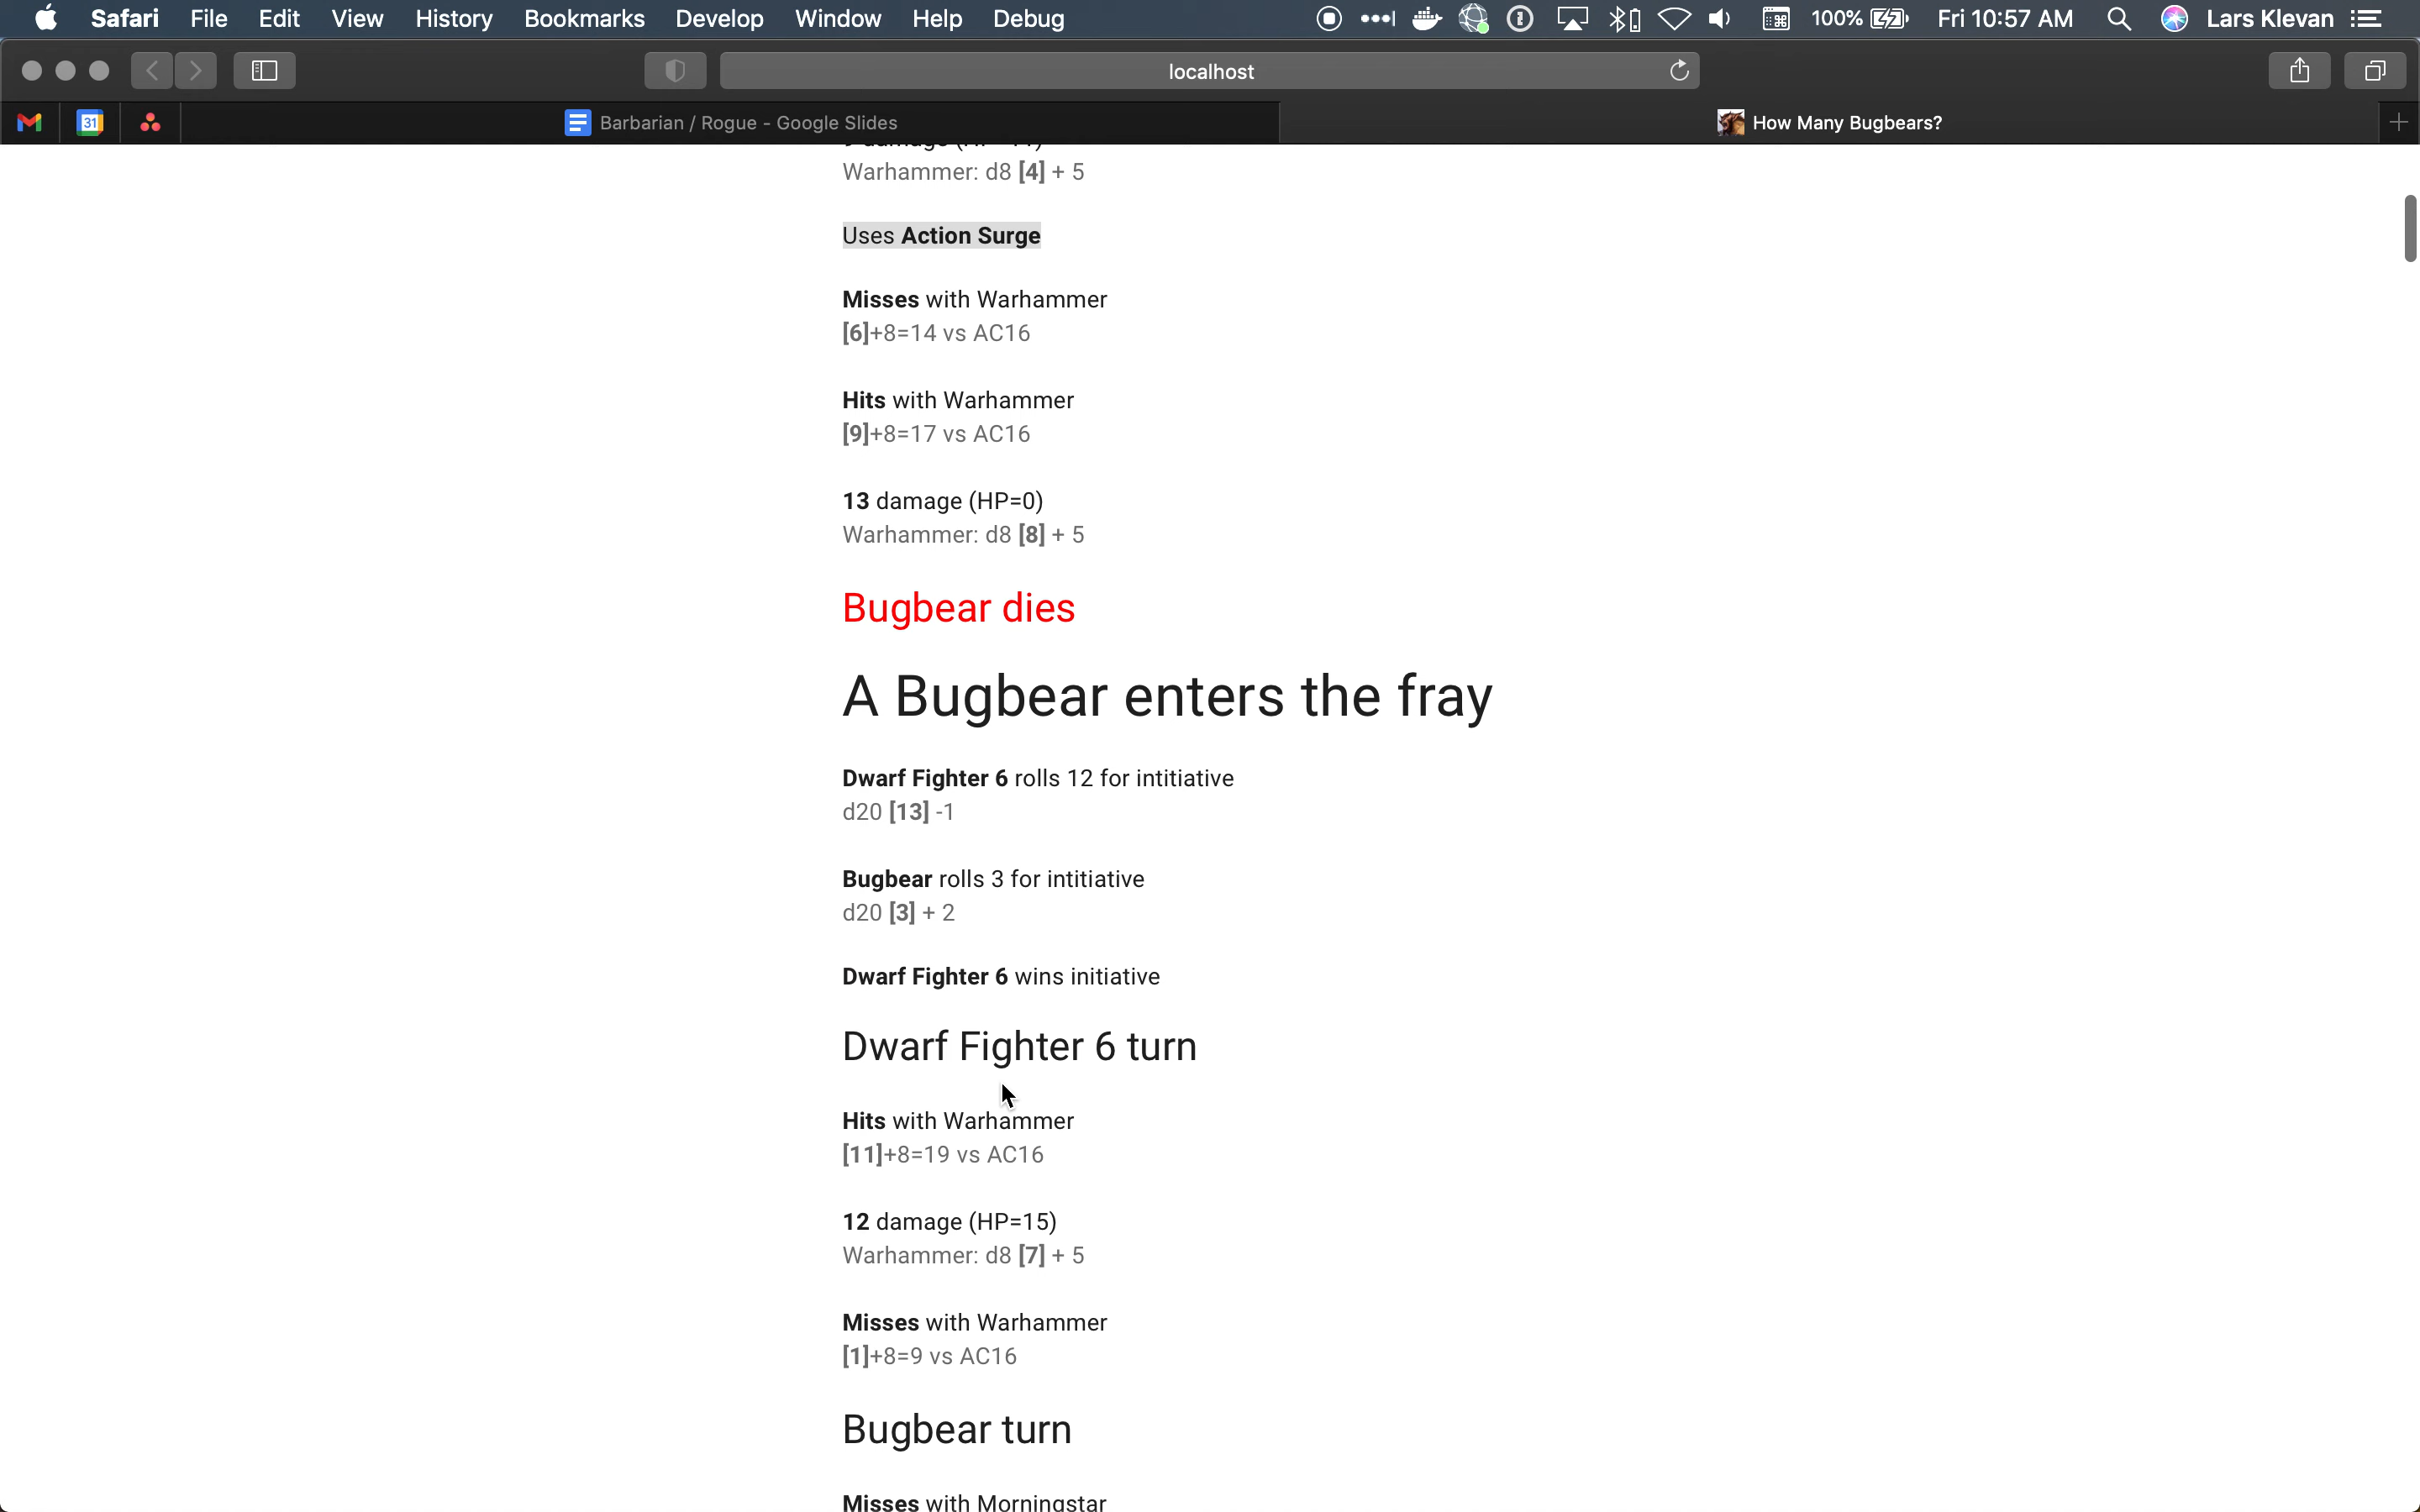 Safari File Edit View History Bookmarks Develop Window Help Debug 100% Fri 10:57 AM Lars Klevan
localhost
31 Barbarian / Rogue - Google Slides How Many Bugbears?
Warhammer: d8 [4] + 5
Uses Action Surge
Misses with Warhammer
[6]+8=14 vs AC16
Hits with Warhammer
[9]+8=17 vs AC16
13 damage (HP=0)
Warhammer: d8 [8] + 5
Bugbear dies
A Bugbear enters the fray
Dwarf Fighter 6 rolls 12 for intitiative
d20 [13] -1
Bugbear rolls 3 for intitiative
d20 [3] + 2
Dwarf Fighter 6 wins initiative
Dwarf Fighter 6 turn
Hits with Warhammer
[11]+8=19 vs AC16
12 damage (HP=15)
Warhammer: d8 [7] + 5
Misses with Warhammer
[1]+8=9 vs AC16
Bugbear turn
Misses with Morningstar